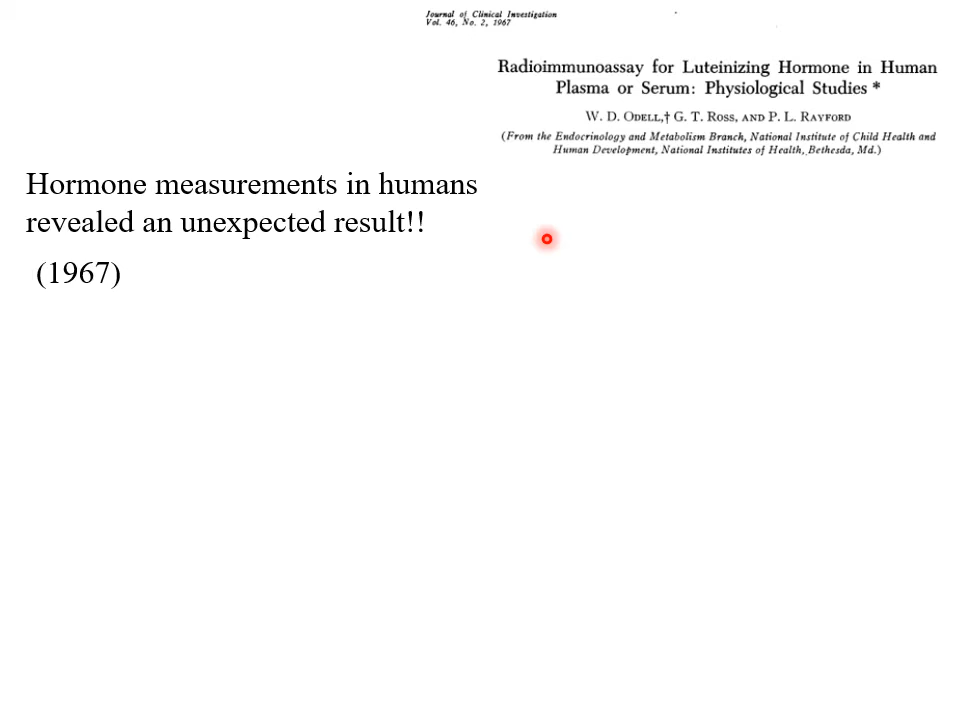 Journal of Clinical Investigation
Vol. 46, No. 2, 1967
Radioimmunoassay for Luteinizing Hormone in Human
Plasma or Serum: Physiological Studies *
W. D. ODELL,† G. T. ROSS, AND P. L. RAYFORD
(From the Endocrinology and Metabolism Branch, National Institute of Child Health and
Human Development, National Institutes of Health, Bethesda, Md.)
Hormone measurements in humans
revealed an unexpected result!!
(1967)